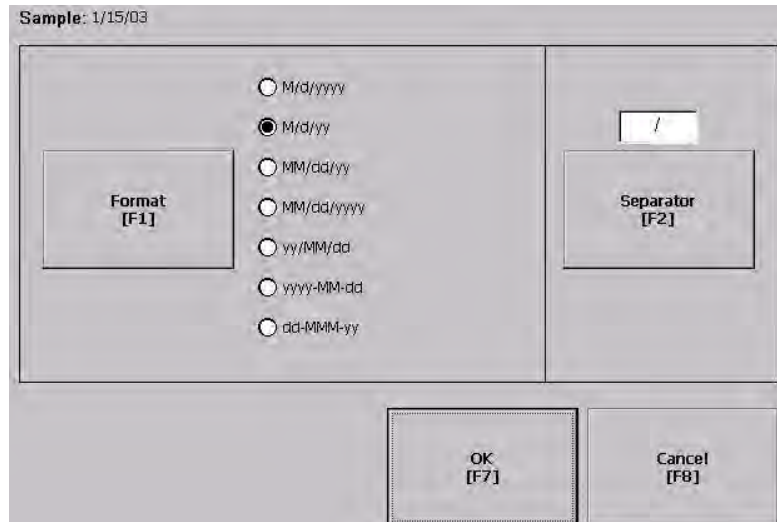 Sample: 1/15/03
M/d/yyyy
M/d/yy
/
MM/dd/yy
Format
[F1]
MM/dd/yyyy
Separator
[F2]
yy/MM/dd
yyyy-MM-dd
dd-MMM-yy
OK
[F7]
Cancel
[F8]